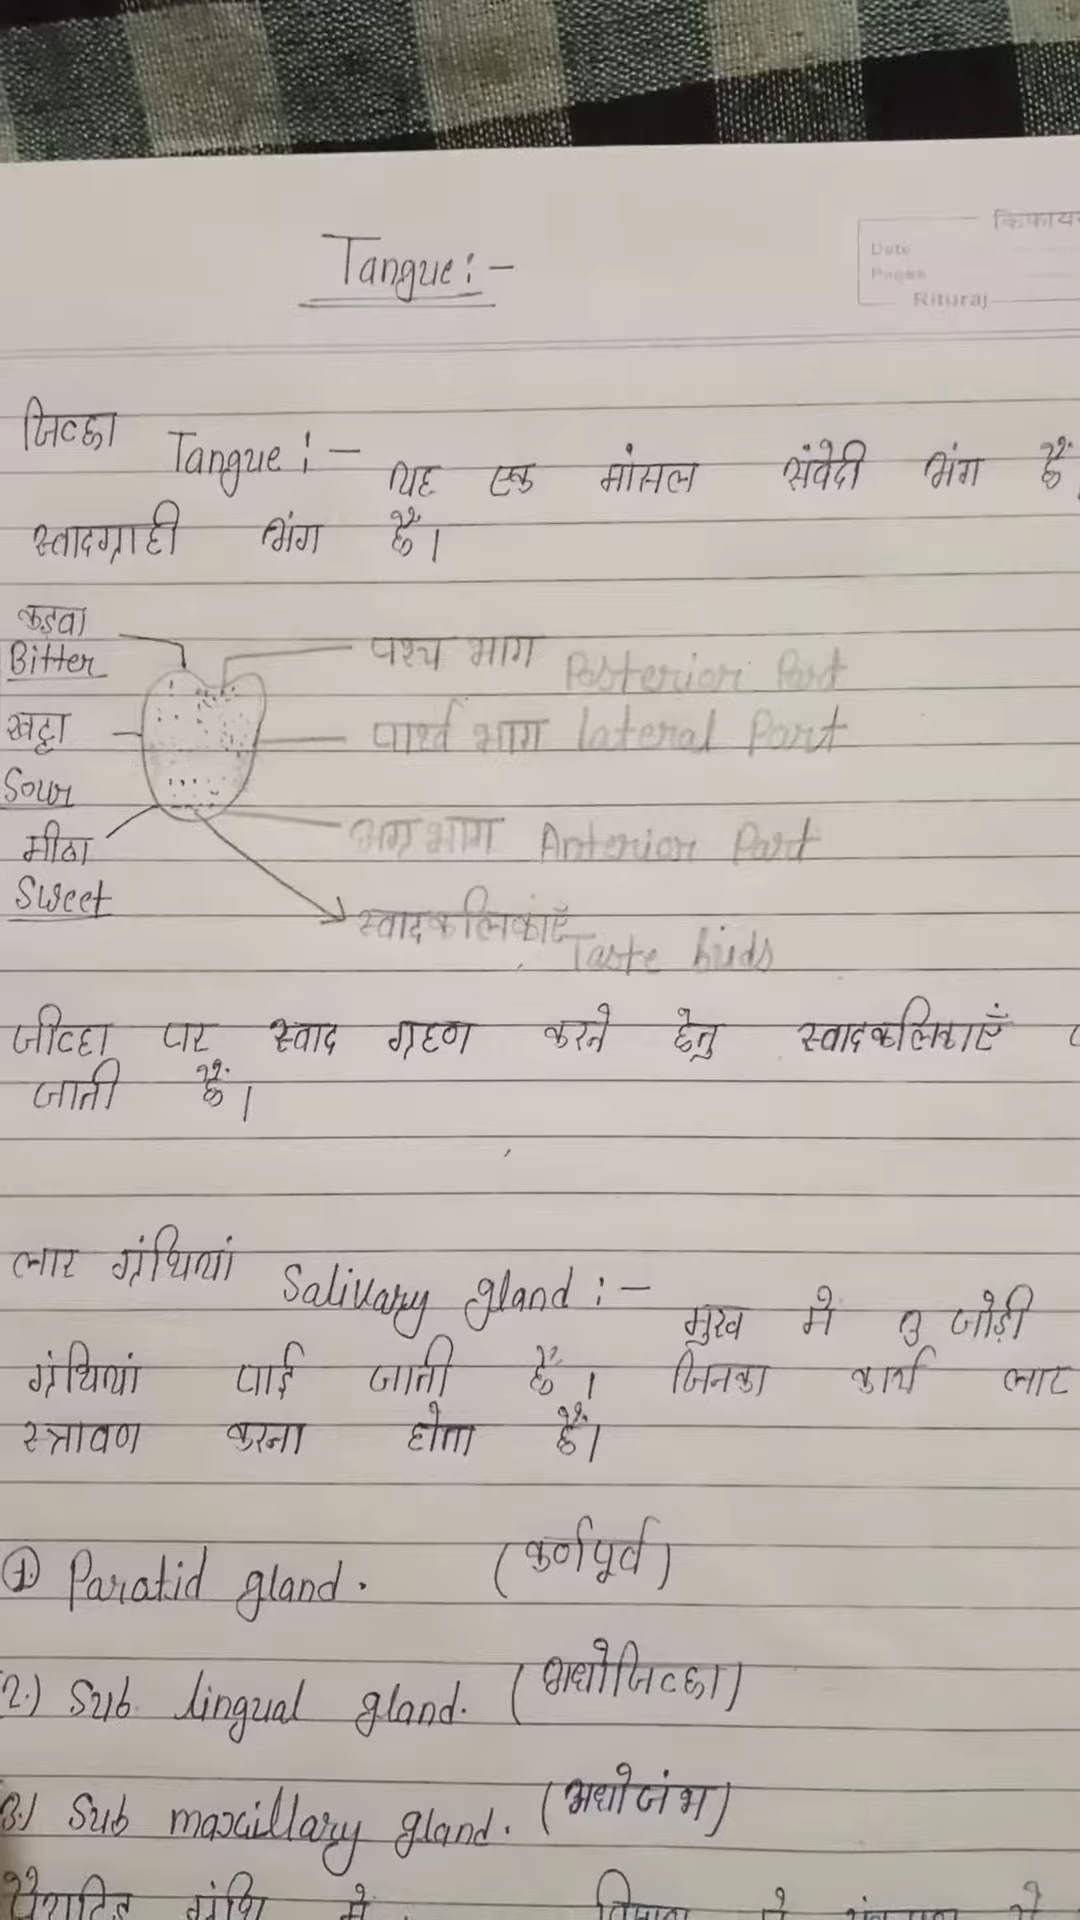 किफाय
Date
Pages
Rituraj
Tangue:-
जिव्हा Tangue:- यह एक मांसल संवेदी अंग हैं
स्वादग्राही अंग हैं।
कड़वा
Bitter
पश्च भाग Posterior Part
खट्टा
पार्श्व भाग lateral Part
Sour
मीठा
अग्र भाग Anterior Part
Sweet
स्वादकलिकाएँ Taste buds
जीव्हा पर स्वाद ग्रहण करने हेतु स्वादकलिकाएँ
जाती हैं।
लार ग्रंथियां Salivary gland:- मुख में 3 जोड़ी
ग्रंथियां पाई जाती हैं। जिनका कार्य लार
स्त्रावण करना होता हैं।
1. Paratid gland. (कर्णपूर्व)
2.) Sub lingual gland. (अधोजिव्हा)
3.) Sub maxillary gland. (अधोजंभ)
ग्रंथि में